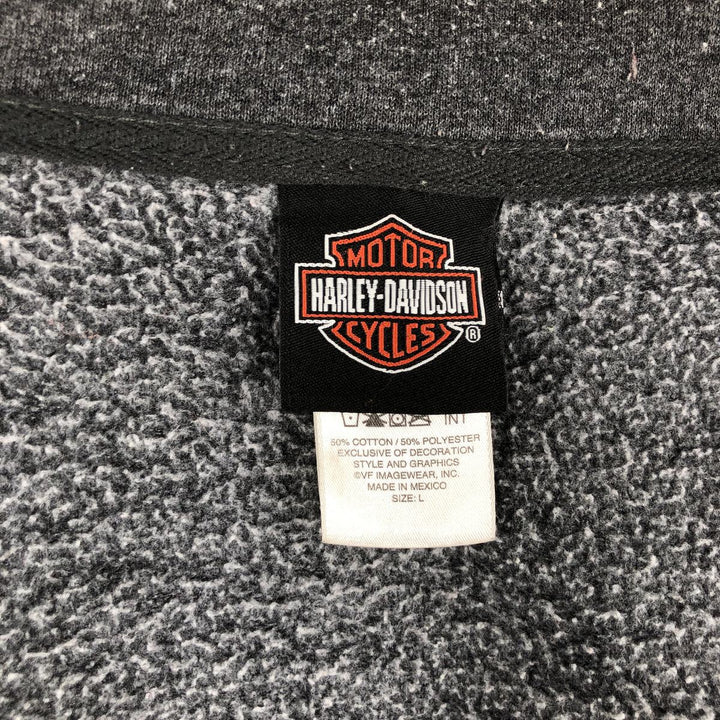 MOTOR
HARLEY-DAVIDSON
CYCLES ®
INT
50% COTTON / 50% POLYESTER
EXCLUSIVE OF DECORATION
STYLE AND GRAPHICS
©VF IMAGEWEAR, INC.
MADE IN MEXICO
SIZE: L